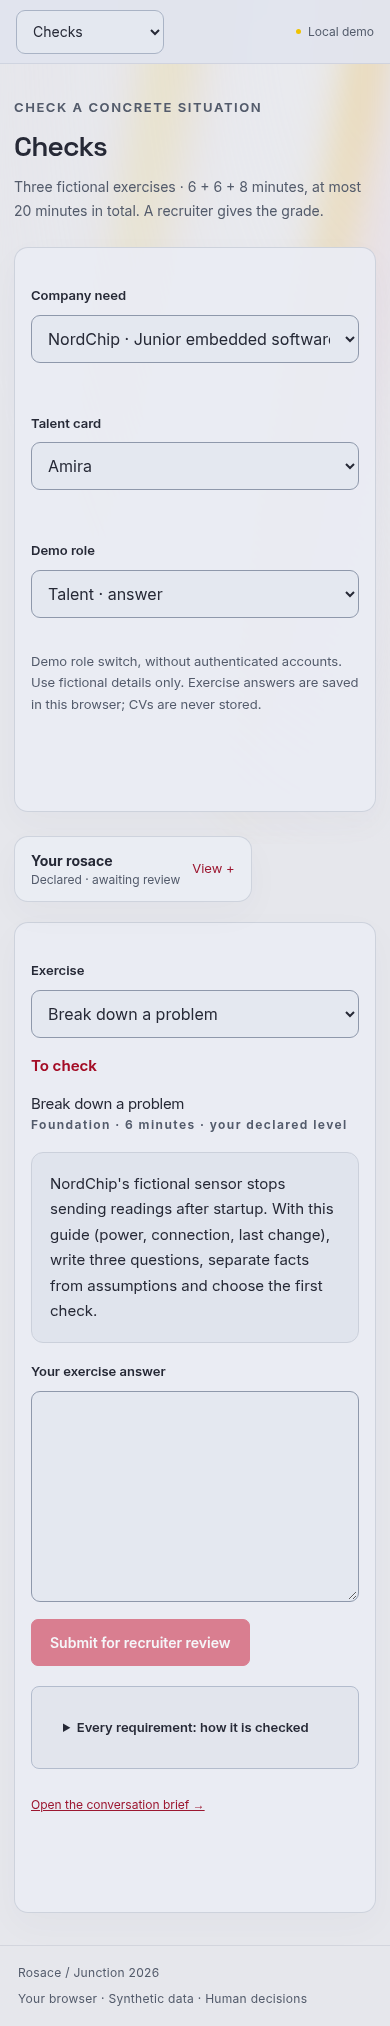 Checks
Local demo
CHECK A CONCRETE SITUATION
Checks
Three fictional exercises · 6 + 6 + 8 minutes, at most
20 minutes in total. A recruiter gives the grade.
Company need
NordChip · Junior embedded software
Talent card
Amira
Demo role
Talent · answer
Demo role switch, without authenticated accounts.
Use fictional details only. Exercise answers are saved
in this browser; CVs are never stored.
Your rosace
Declared · awaiting review
View +
Exercise
Break down a problem
To check
Break down a problem
Foundation · 6 minutes · your declared level
NordChip's fictional sensor stops
sending readings after startup. With this
guide (power, connection, last change),
write three questions, separate facts
from assumptions and choose the first
check.
Your exercise answer
Submit for recruiter review
Every requirement: how it is checked
Open the conversation brief →
Rosace / Junction 2026
Your browser · Synthetic data · Human decisions